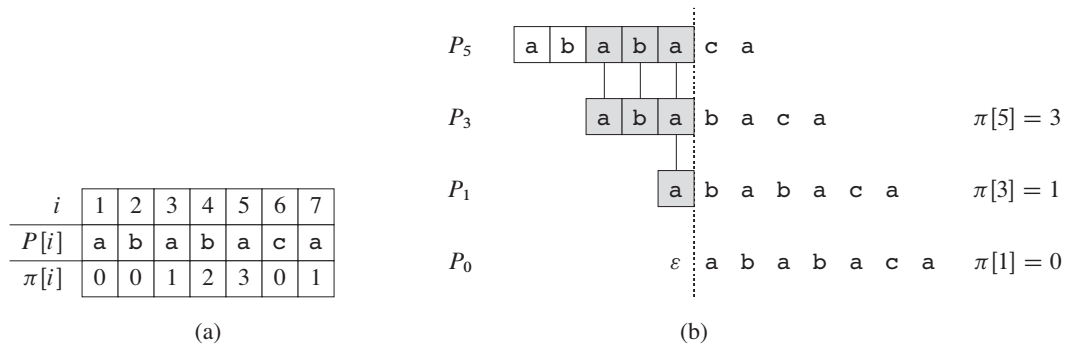 i 1 2 3 4 5 6 7
P[i] a b a b a c a
π[i] 0 0 1 2 3 0 1
(a)
P5 a b a b a c a
P3 a b a b a c a π[5] = 3
P1 a b a b a c a π[3] = 1
P0 ε a b a b a c a π[1] = 0
(b)